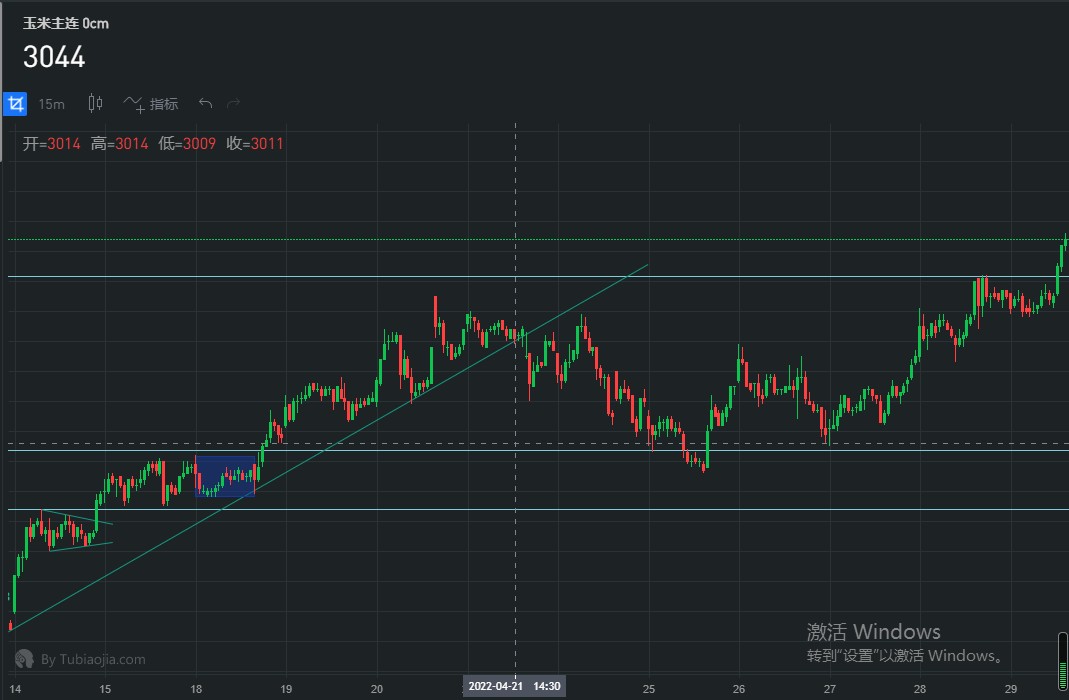 玉米主连 0cm
3044
15m 指标
开=3014 高=3014 低=3009 收=3011
激活 Windows
转到"设置"以激活 Windows。
By Tubiaojia.com
14 15 18 19 20 2022-04-21 14:30 25 26 27 28 29